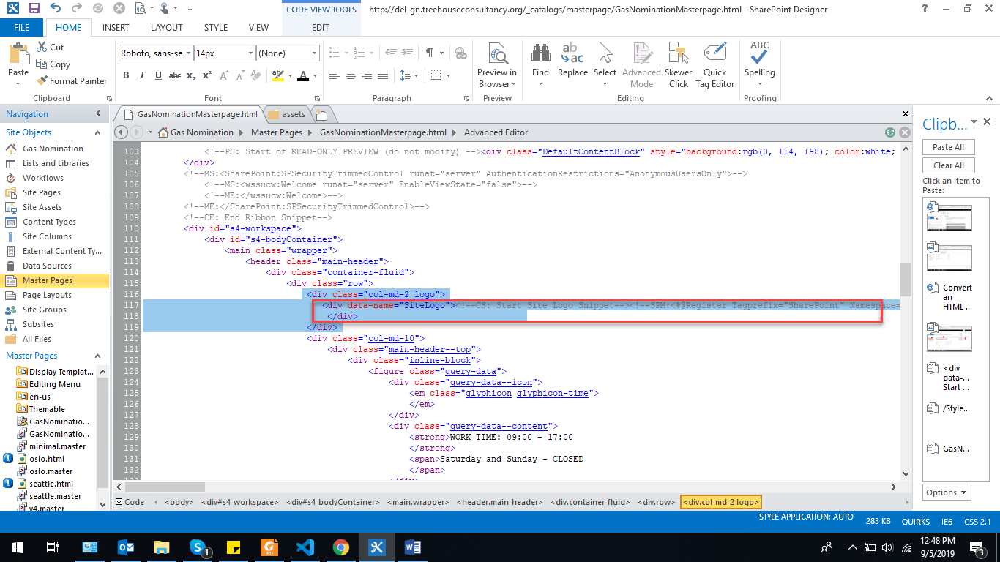 CODE VIEW TOOLS
http://del-gn.treehouseconsultancy.org/_catalogs/masterpage/GasNominationMasterpage.html - SharePoint Designer
FILE HOME INSERT LAYOUT STYLE VIEW EDIT
Paste
Cut
Copy
Format Painter
Clipboard
Roboto, sans-se 14px (None)
B I U abc x₂ x²
Font
Paragraph
Preview in Browser
Preview
Find
Replace
Select
Advanced Mode
Skewer Click
Quick Tag Editor
Editing
ABC
Spelling
Proofing
Navigation
Site Objects
Gas Nomination
Lists and Libraries
Workflows
Site Pages
Site Assets
Content Types
Site Columns
External Content Ty...
Data Sources
Master Pages
Page Layouts
Site Groups
Subsites
All Files
Master Pages
Display Templat...
Editing Menu
en-us
Themable
GasNominatio...
GasNominatio...
minimal.master
oslo.html
oslo.master
seattle.html
seattle.master
v4.master
GasNominationMasterpage.html assets
Gas Nomination Master Pages GasNominationMasterpage.html Advanced Editor
103 <!--PS: Start of READ-ONLY PREVIEW (do not modify) --><div class="DefaultContentBlock" style="background:rgb(0, 114, 198); color:white;
104 </div>
105 <!--MS:<SharePoint:SPSecurityTrimmedControl runat="server" AuthenticationRestrictions="AnonymousUsersOnly">-->
106 <!--MS:<wssucw:Welcome runat="server" EnableViewState="false">-->
107 <!--ME:</wssucw:Welcome>-->
108 <!--ME:</SharePoint:SPSecurityTrimmedControl>-->
109 <!--CE: End Ribbon Snippet-->
110 <div id="s4-workspace">
111 <div id="s4-bodyContainer">
112 <main class="wrapper">
113 <header class="main-header">
114 <div class="container-fluid">
115 <div class="row">
116 <div class="col-md-2 logo">
117 <div data-name="SiteLogo"><!--CS: Start Site Logo Snippet--><!--SPM:<%@Register Tagprefix="SharePoint" Namespace=
118 </div>
119 </div>
120 <div class="col-md-10">
121 <div class="main-header--top">
122 <div class="inline-block">
123 <figure class="query-data">
124 <div class="query-data--icon">
125 <em class="glyphicon glyphicon-time">
126 </em>
127 </div>
128 <div class="query-data--content">
129 <strong>WORK TIME: 09:00 - 17:00
130 </strong>
131 <span>Saturday and Sunday - CLOSED
132 </span>
Code <body> <div#s4-workspace> <div#s4-bodyContainer> <main.wrapper> <header.main-header> <div.container-fluid> <div.row> <div.col-md-2 logo>
Clipb...
Paste All
Clear All
Click an Item to
Paste:
Convert
an
HTML ...
<div
data-...
Start ...
/Style...
GasN...
Options
STYLE APPLICATION: AUTO 283 KB QUIRKS IE6 CSS 2.1
1
12:48 PM
9/5/2019
3